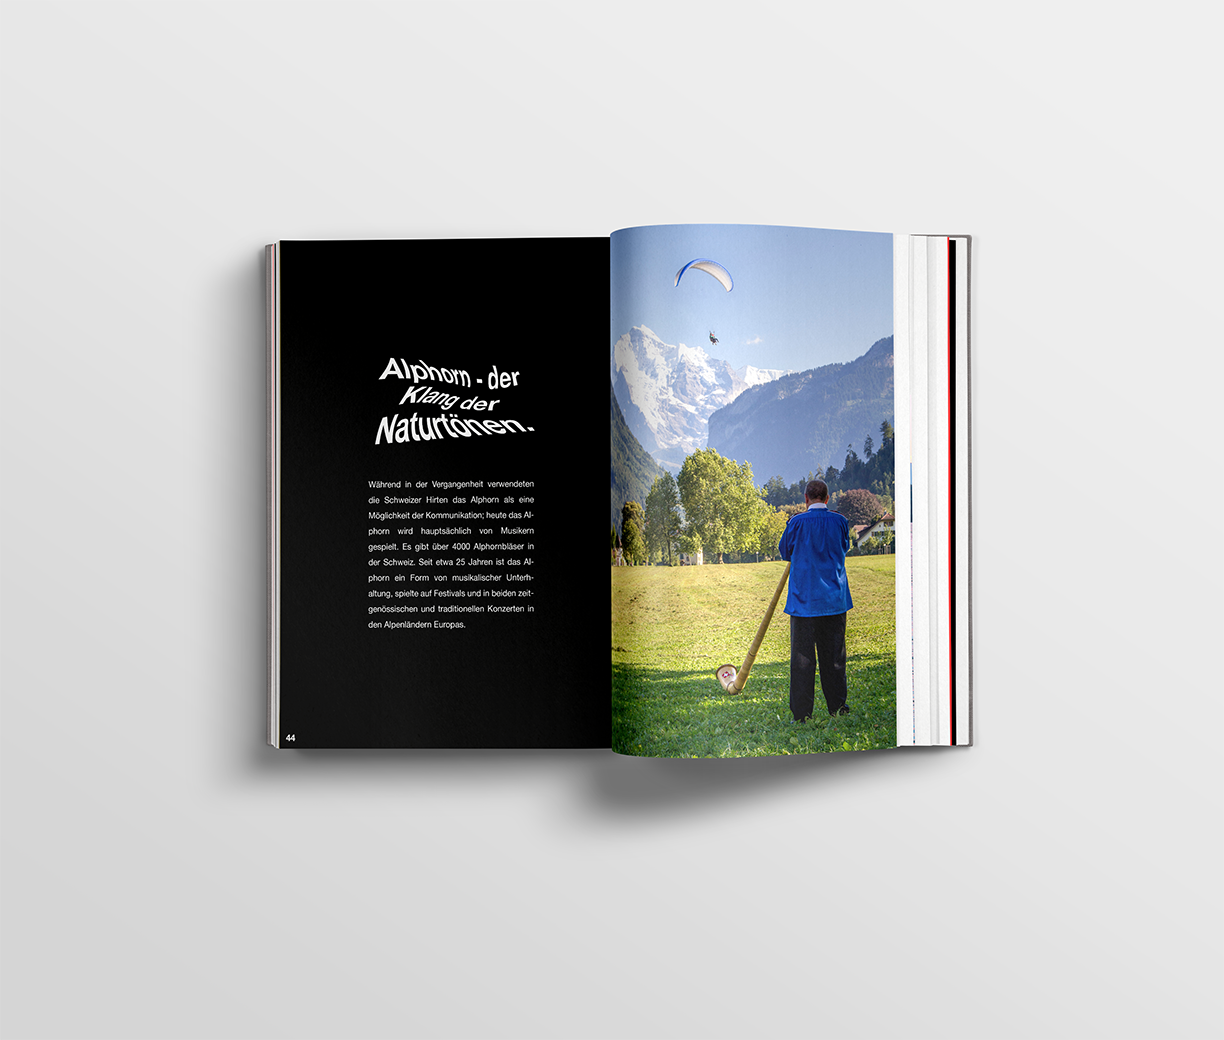 Alphorn - der
Klang der
Naturtönen.
Während in der Vergangenheit verwendeten
die Schweizer Hirten das Alphorn als eine
Möglichkeit der Kommunikation; heute das Al-
phorn wird hauptsächlich von Musikern
gespielt. Es gibt über 4000 Alphornbläser in
der Schweiz. Seit etwa 25 Jahren ist das Al-
phorn ein Form von musikalischer Unterh-
altung, spielte auf Festivals und in beiden zeit-
genössischen und traditionellen Konzerten in
den Alpenländern Europas.
44